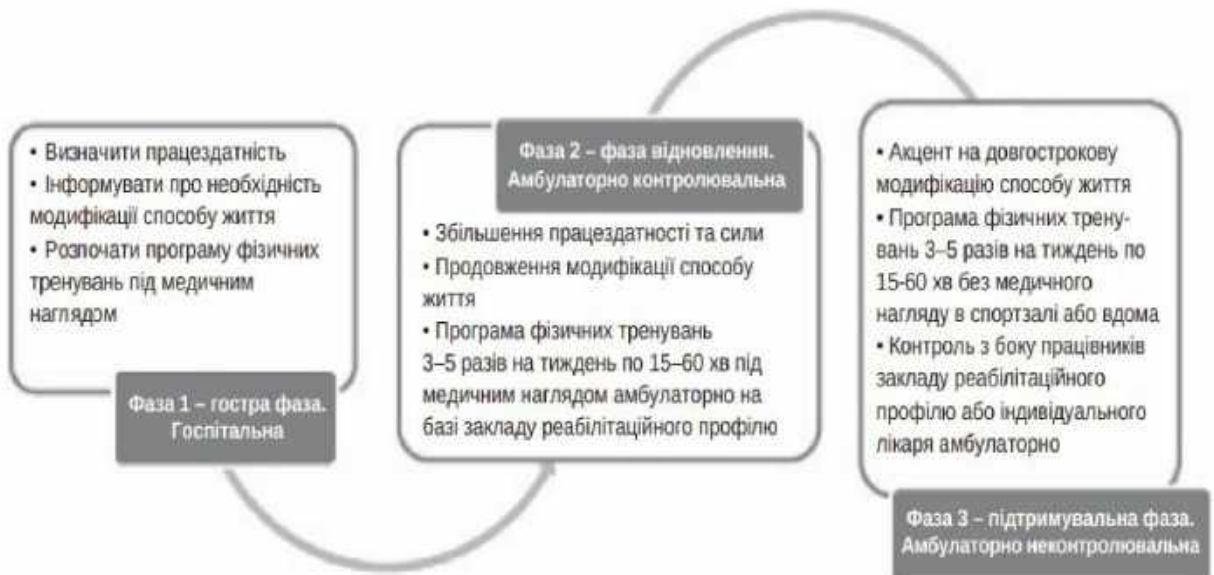 • Визначити працездатність
• Інформувати про необхідність
модифікації способу життя
• Розпочати програму фізичних
тренувань під медичним
наглядом
Фаза 1 – гостра фаза.
Госпітальна
Фаза 2 – фаза відновлення.
Амбулаторно контролювальна
• Збільшення працездатності та сили
• Продовження модифікації способу
життя
• Програма фізичних тренувань
3–5 разів на тиждень по 15–60 хв під
медичним наглядом амбулаторно на
базі закладу реабілітаційного профілю
• Акцент на довгострокову
модифікацію способу життя
• Програма фізичних трену-
вань 3–5 разів на тиждень по
15-60 хв без медичного
нагляду в спортзалі або вдома
• Контроль з боку працівників
закладу реабілітаційного
профілю або індивідуального
лікаря амбулаторно
Фаза 3 – підтримувальна фаза.
Амбулаторно неконтролювальна